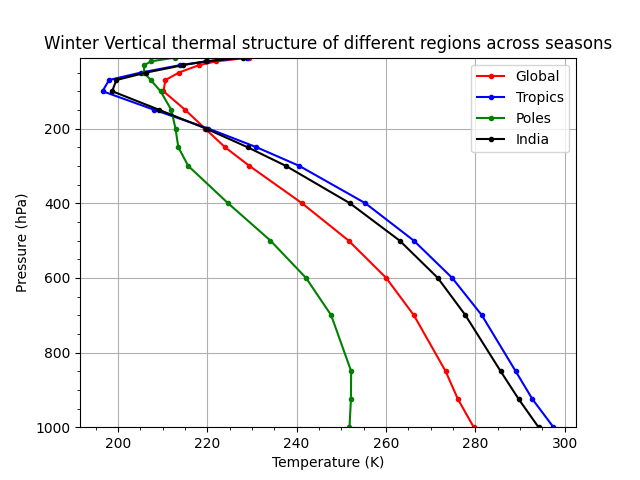 Winter Vertical thermal structure of different regions across seasons
Global
Tropics
Poles
India
200
400
600
800
1000
Pressure (hPa)
200 220 240 260 280 300
Temperature (K)